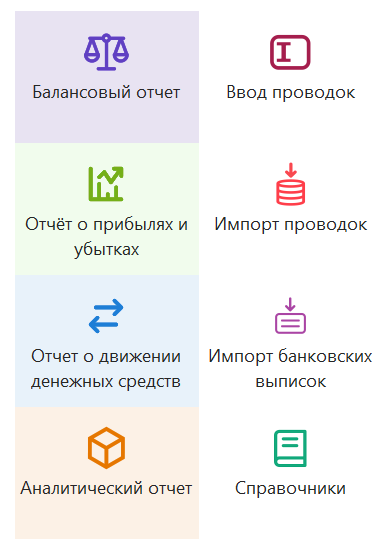 Балансовый отчет
Ввод проводок
Отчёт о прибылях и
убытках
Импорт проводок
Отчет о движении
денежных средств
Импорт банковских
выписок
Аналитический отчет
Справочники